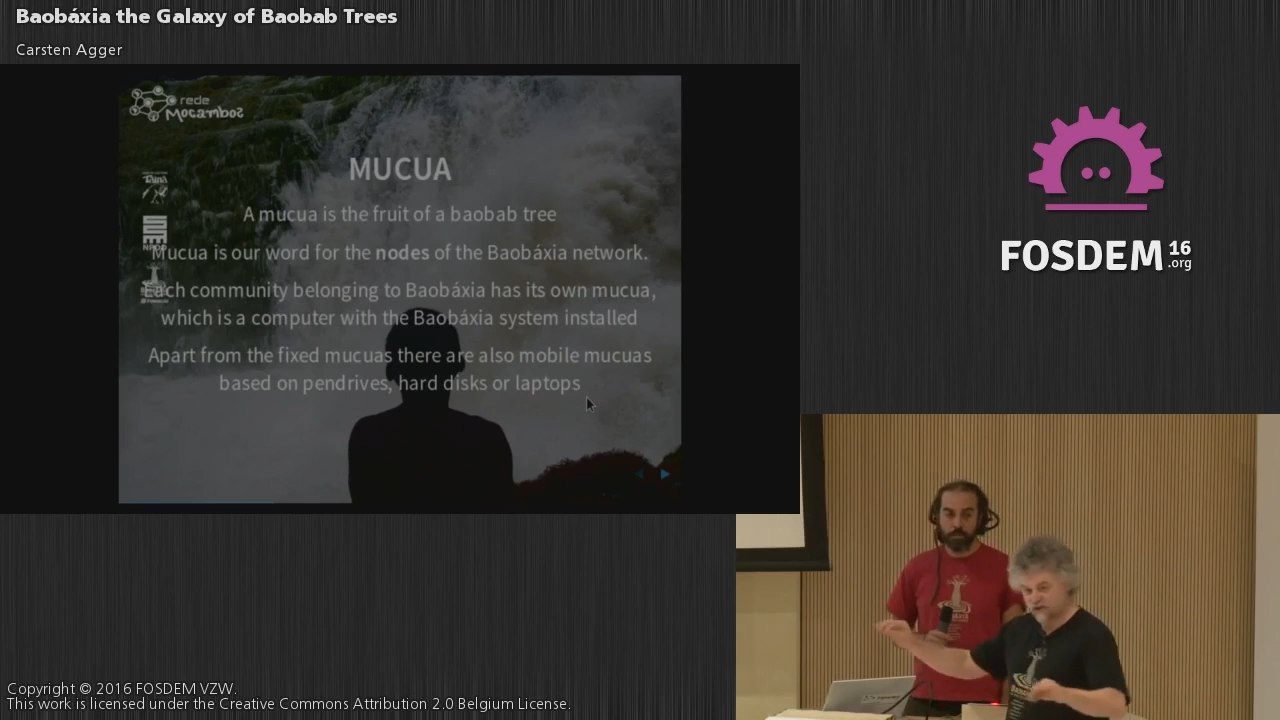 Baobáxia the Galaxy of Baobab Trees
Carsten Agger
rede
Mocambos
MUCUA
A mucua is the fruit of a baobab tree
Mucua is our word for the nodes of the Baobáxia network.
Each community belonging to Baobáxia has its own mucua,
which is a computer with the Baobáxia system installed
Apart from the fixed mucuas there are also mobile mucuas
based on pendrives, hard disks or laptops
FOSDEM 16
.org
Copyright © 2016 FOSDEM VZW.
This work is licensed under the Creative Commons Attribution 2.0 Belgium License.